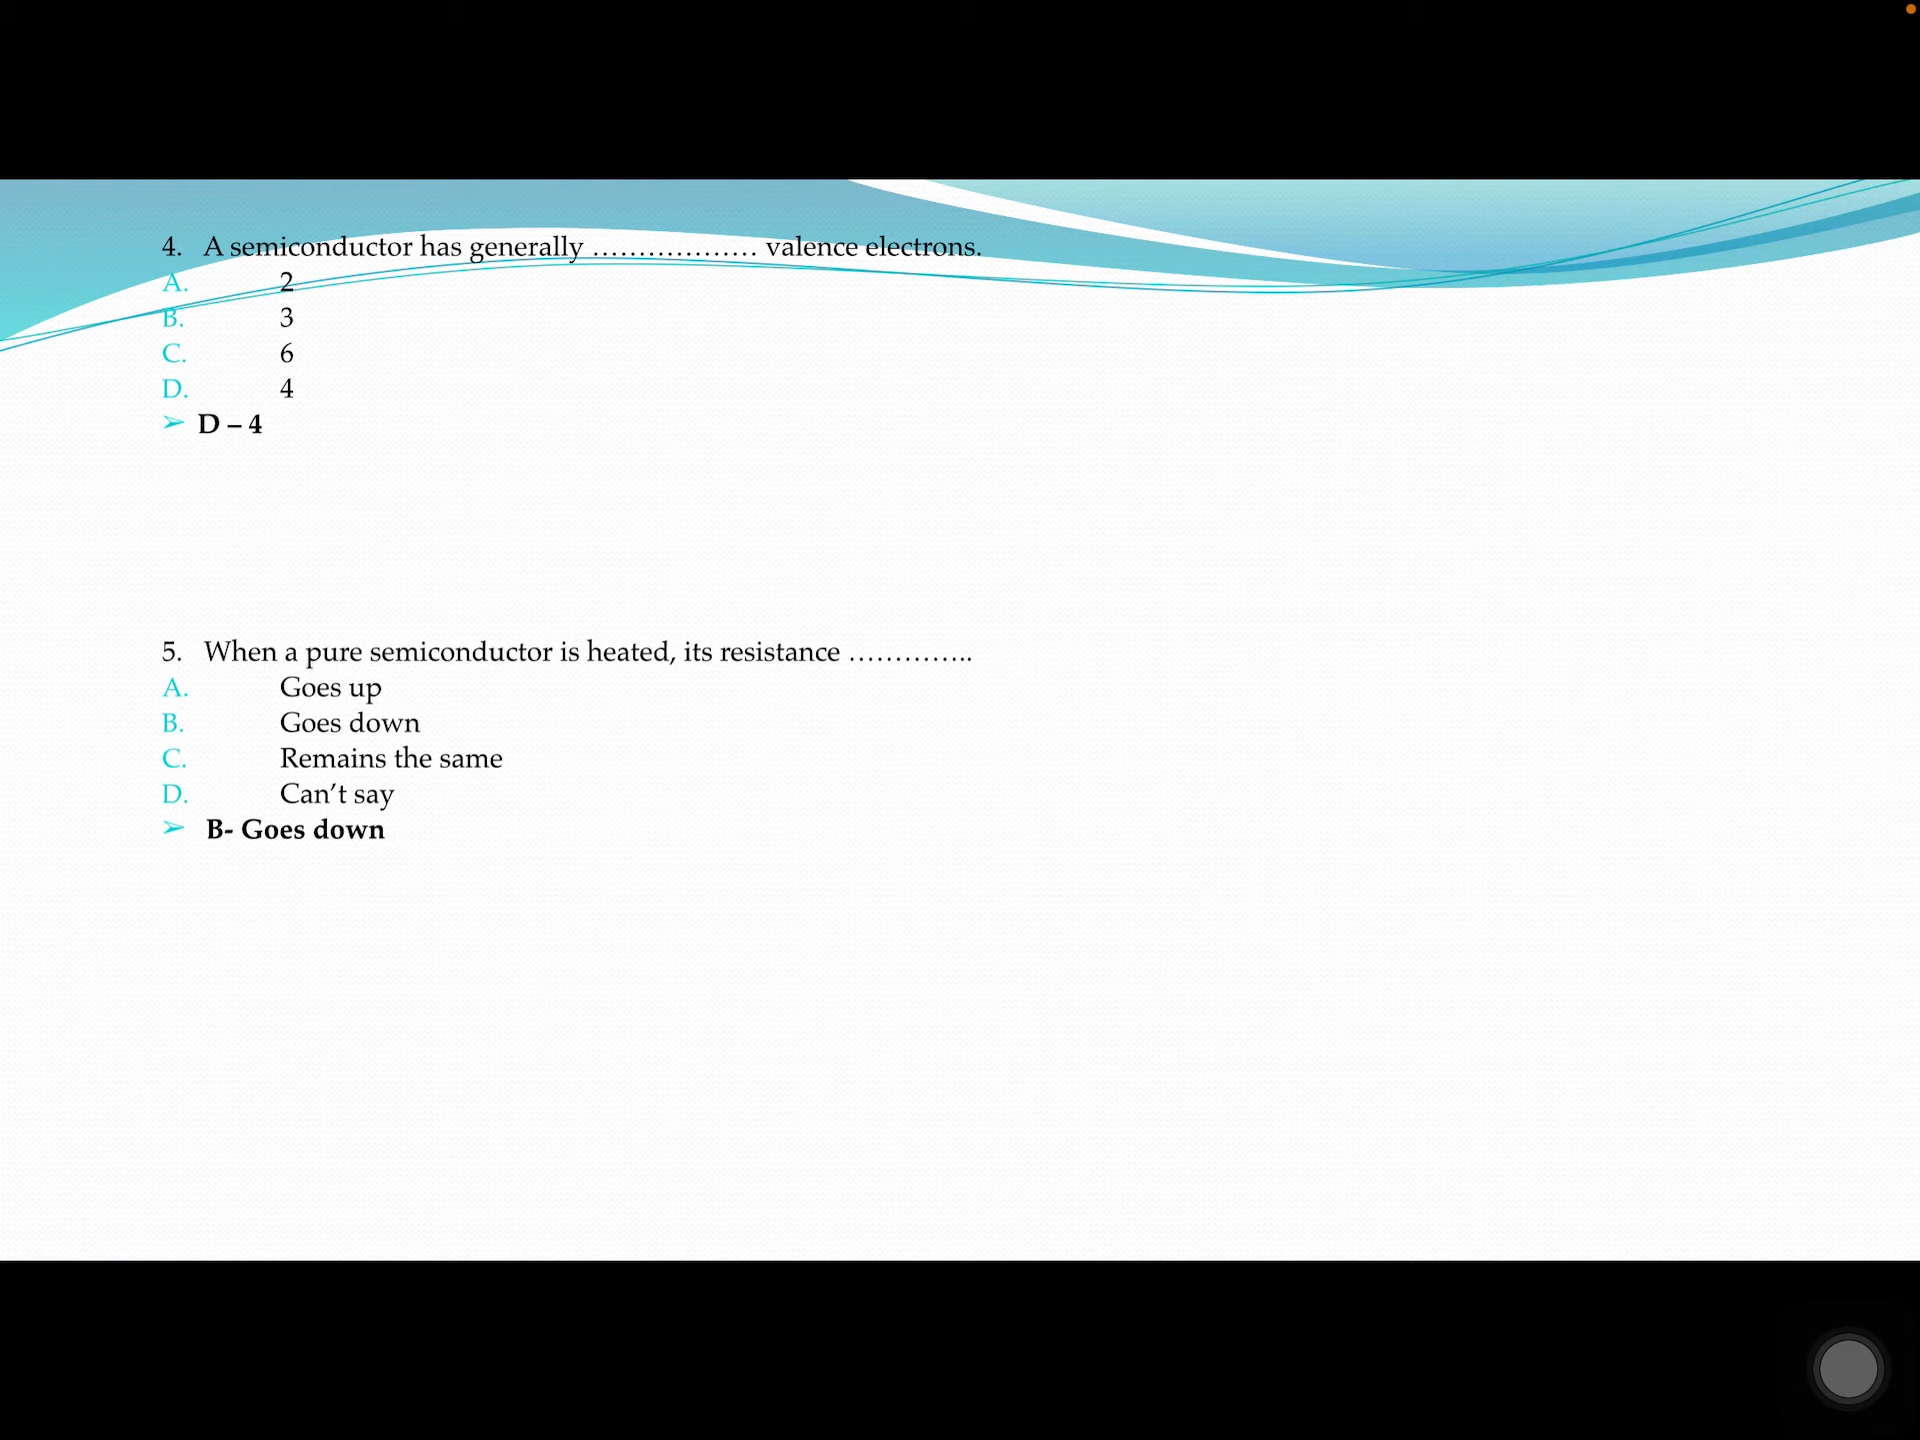 4. A semiconductor has generally ……………… valence electrons.
A. 2
B. 3
C. 6
D. 4
➢ D – 4
5. When a pure semiconductor is heated, its resistance …………..
A. Goes up
B. Goes down
C. Remains the same
D. Can’t say
➢ B- Goes down